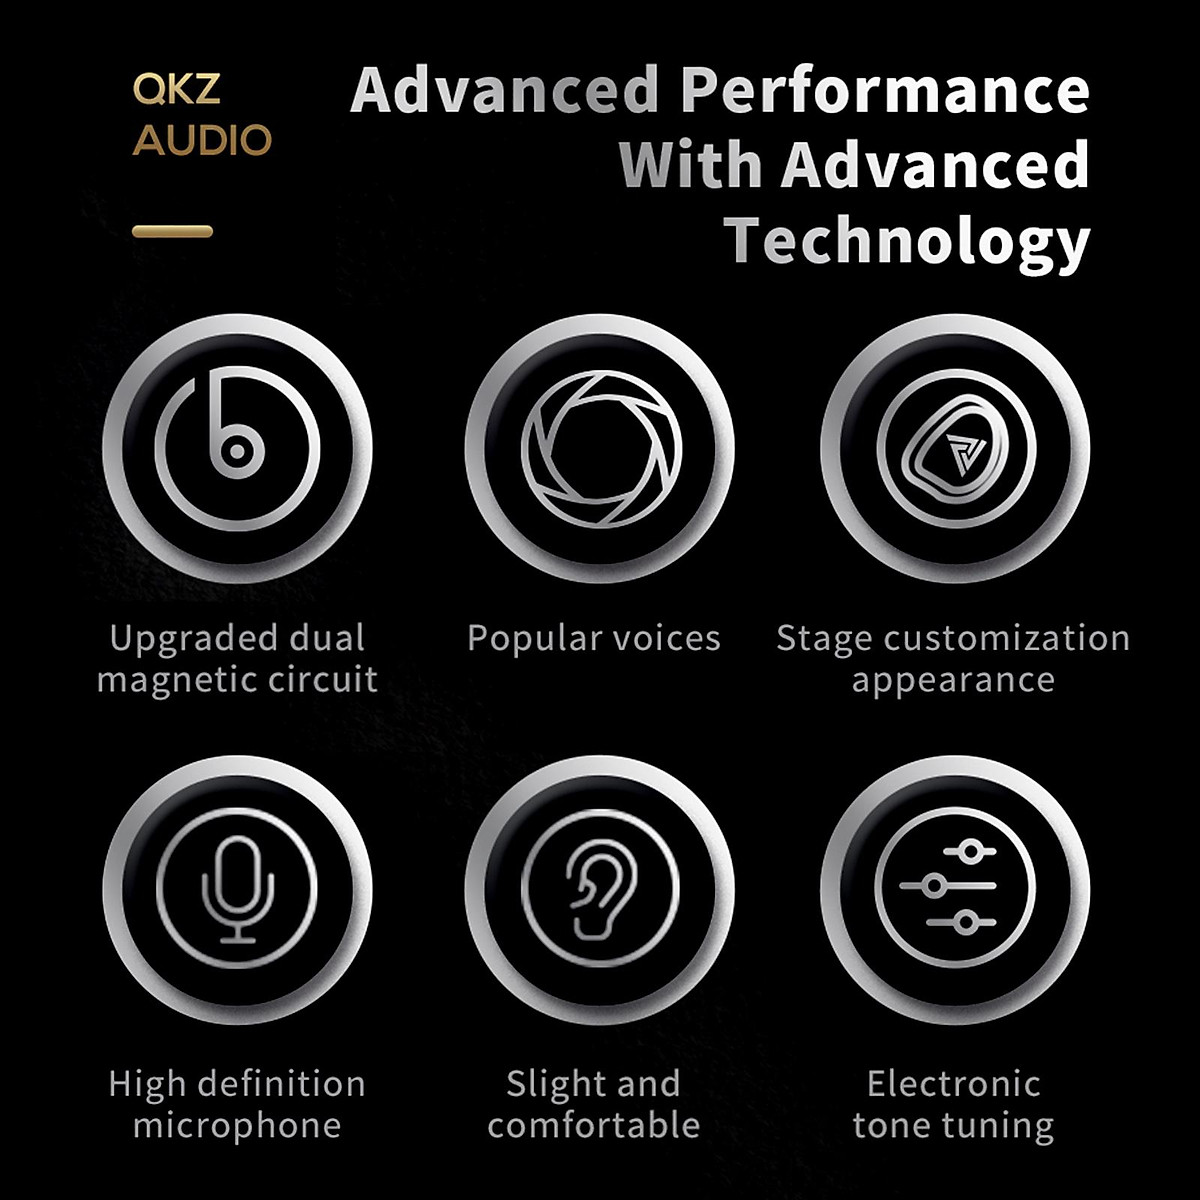 QKZ
AUDIO
Advanced Performance
With Advanced
Technology
Upgraded dual
magnetic circuit
Popular voices
Stage customization
appearance
High definition
microphone
Slight and
comfortable
Electronic
tone tuning